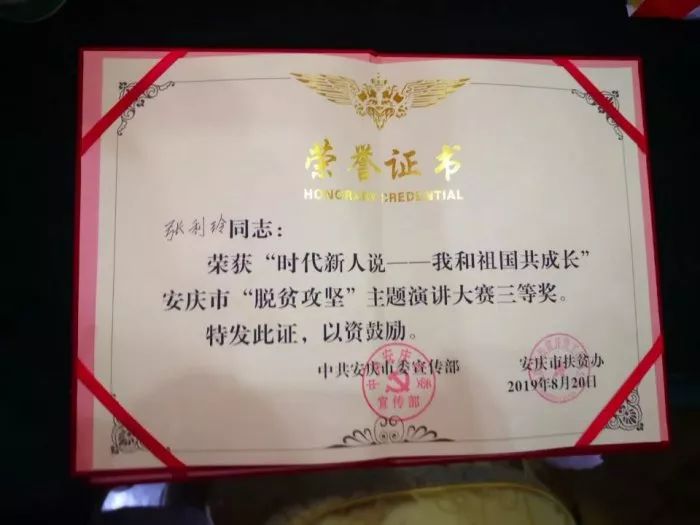 荣誉证书
HONORARY CREDENTIAL
张利玲同志：
荣获“时代新人说——我和祖国共成长”
安庆市“脱贫攻坚”主题演讲大赛三等奖。
特发此证，以资鼓励。
中共安庆市委宣传部 安庆市扶贫办
2019年8月20日
宣传部